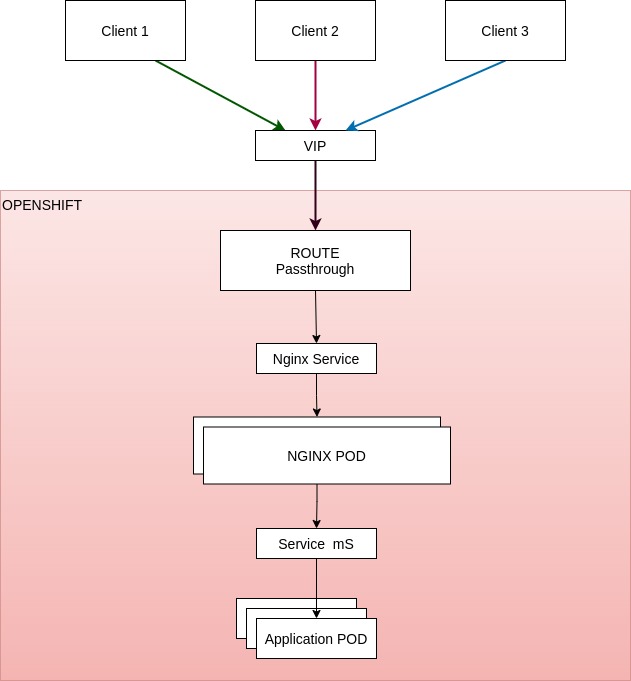 Client 1
Client 2
Client 3
VIP
OPENSHIFT
ROUTE
Passthrough
Nginx Service
NGINX POD
Service  mS
Application POD